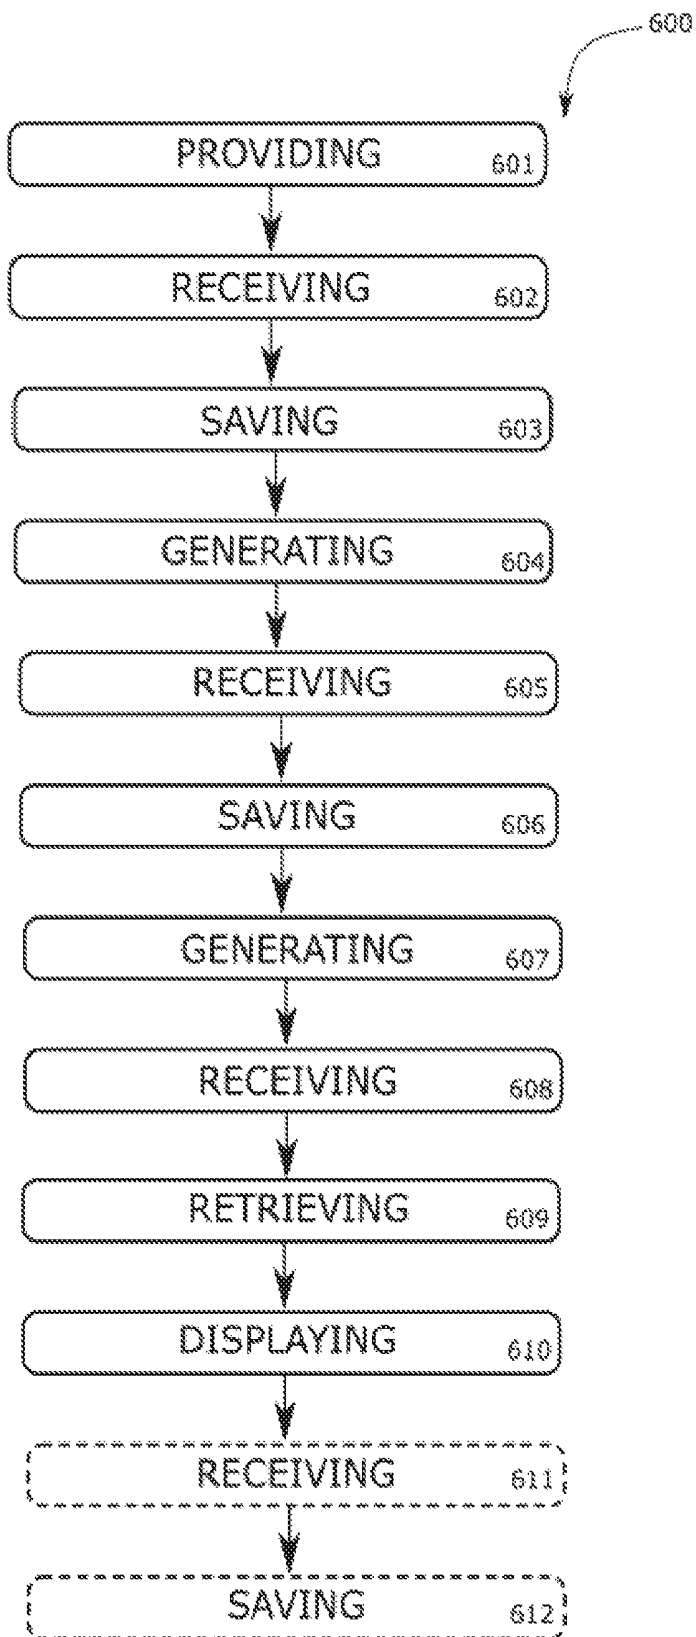 600
PROVIDING 601
RECEIVING 602
SAVING 603
GENERATING 604
RECEIVING 605
SAVING 606
GENERATING 607
RECEIVING 608
RETRIEVING 609
DISPLAYING 610
RECEIVING 611
SAVING 612